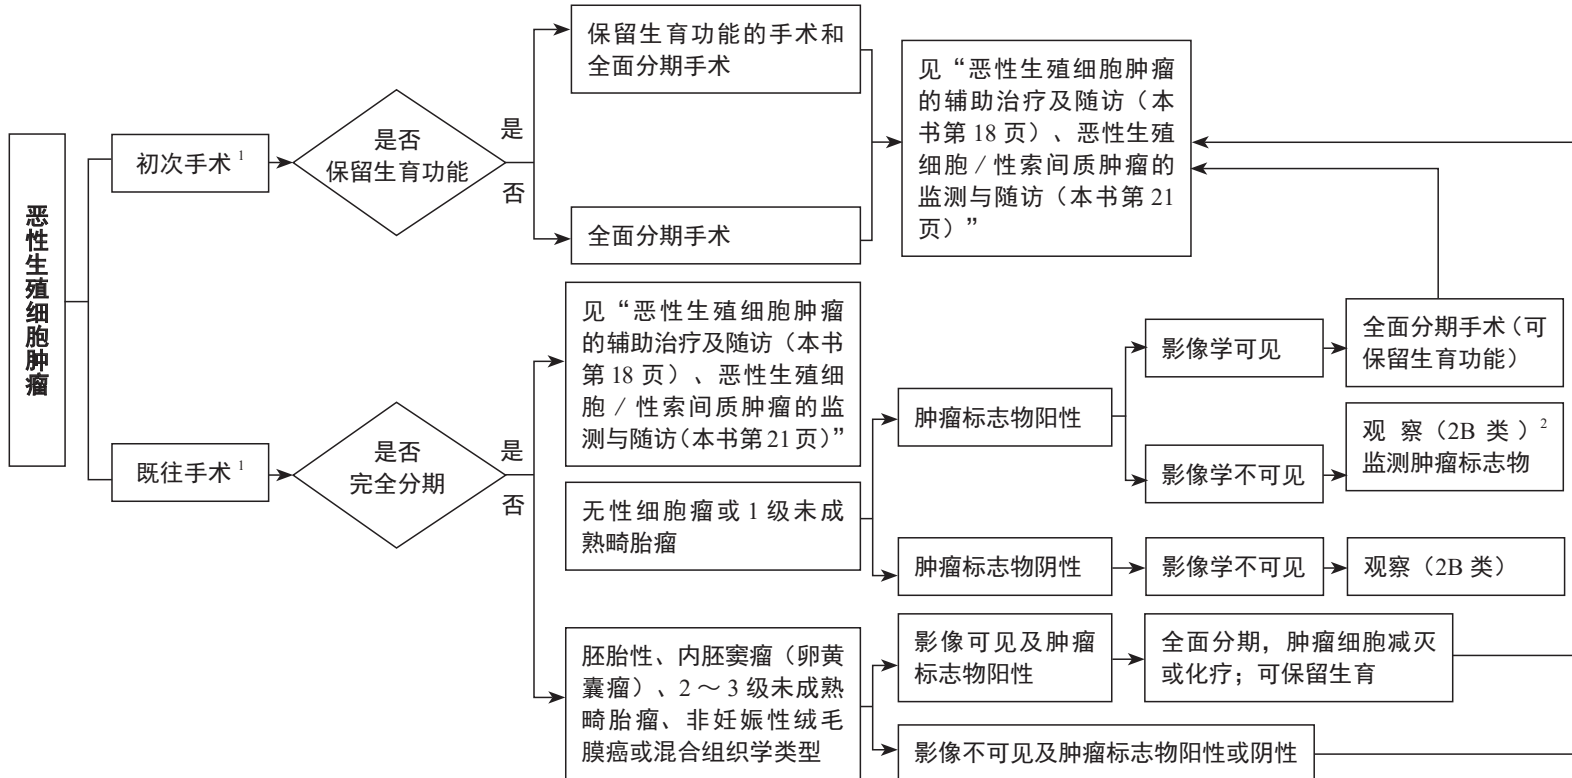 恶性生殖细胞肿瘤
初次手术1
是否
保留生育功能
是
否
保留生育功能的手术和
全面分期手术
全面分期手术
见“恶性生殖细胞肿瘤
的辅助治疗及随访（本
书第18页）、恶性生殖
细胞/性索间质肿瘤的
监测与随访（本书第21
页）”
既往手术1
是否
完全分期
是
否
见“恶性生殖细胞肿瘤
的辅助治疗及随访（本书
第18页）、恶性生殖细
胞/性索间质肿瘤的监
测与随访（本书第21页）”
无性细胞瘤或1级未成
熟畸胎瘤
肿瘤标志物阳性
影像学可见
全面分期手术（可
保留生育功能）
影像学不可见
观察（2B类）2
监测肿瘤标志物
肿瘤标志物阴性
影像学不可见
观察（2B类）
胚胎性、内胚窦瘤（卵黄
囊瘤）、2～3级未成熟
畸胎瘤、非妊娠性绒毛
膜癌或混合组织学类型
影像可见及肿瘤
标志物阳性
全面分期，肿瘤细胞减灭
或化疗；可保留生育
影像不可见及肿瘤标志物阳性或阴性